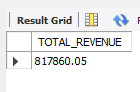 Result Grid
TOTAL_REVENUE
817860.05